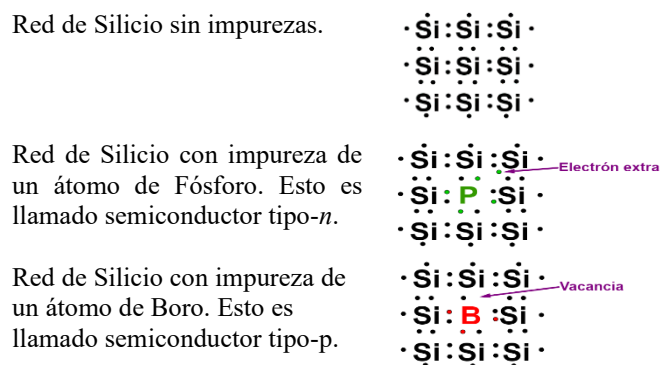 Red de Silicio sin impurezas.
·Si:Si:Si·
·Si:Si:Si·
·Si:Si:Si·
Red de Silicio con impureza de
un átomo de Fósforo. Esto es
llamado semiconductor tipo-n.
·Si:Si:Si·
Electrón extra
·Si:P:Si·
·Si:Si:Si·
Red de Silicio con impureza de
un átomo de Boro. Esto es
llamado semiconductor tipo-p.
·Si:Si:Si·
Vacancia
·Si:B:Si·
·Si:Si:Si·